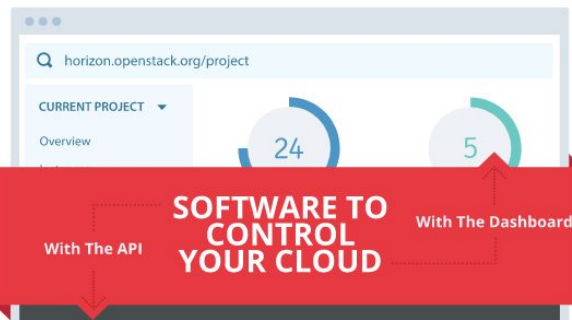 horizon.openstack.org/project
CURRENT PROJECT
Overview
24
5
SOFTWARE TO
CONTROL
YOUR CLOUD
With The API
With The Dashboard